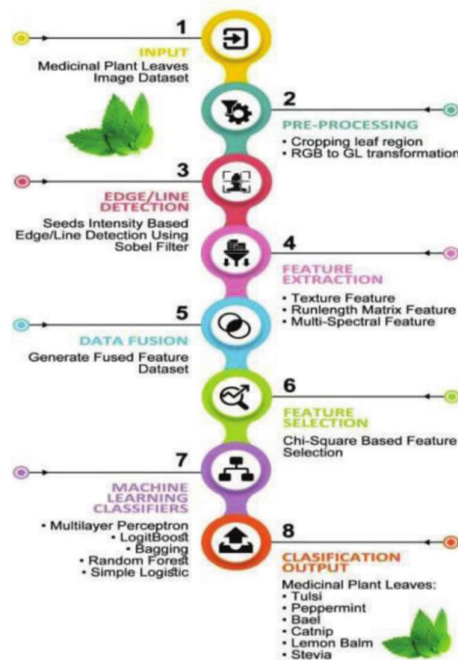 1
INPUT
Medicinal Plant Leaves
Image Dataset
2
PRE-PROCESSING
• Cropping leaf region
• RGB to GL transformation
3
EDGE/LINE
DETECTION
Seeds Intensity Based
Edge/Line Detection Using
Sobel Filter
4
FEATURE
EXTRACTION
• Texture Feature
• Runlength Matrix Feature
• Multi-Spectral Feature
5
DATA FUSION
Generate Fused Feature
Dataset
6
FEATURE
SELECTION
Chi-Square Based Feature
Selection
7
MACHINE
LEARNING
CLASSIFIERS
• Multilayer Perceptron
• LogitBoost
• Bagging
• Random Forest
• Simple Logistic
8
CLASIFICATION
OUTPUT
Medicinal Plant Leaves:
• Tulsi
• Peppermint
• Bael
• Catnip
• Lemon Balm
• Stevia